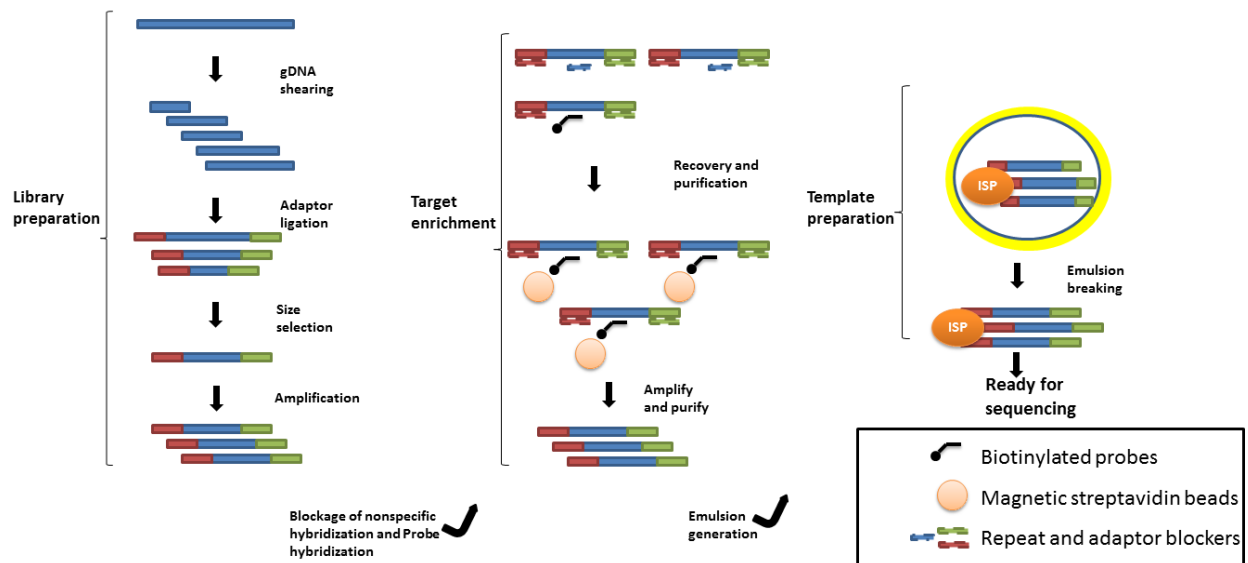 Library
preparation
gDNA
shearing
Adaptor
ligation
Size
selection
Amplification
Blockage of nonspecific
hybridization and Probe
hybridization
Target
enrichment
Recovery and
purification
Amplify
and purify
Emulsion
generation
Template
preparation
ISP
Emulsion
breaking
ISP
Ready for
sequencing
Biotinylated probes
Magnetic streptavidin beads
Repeat and adaptor blockers